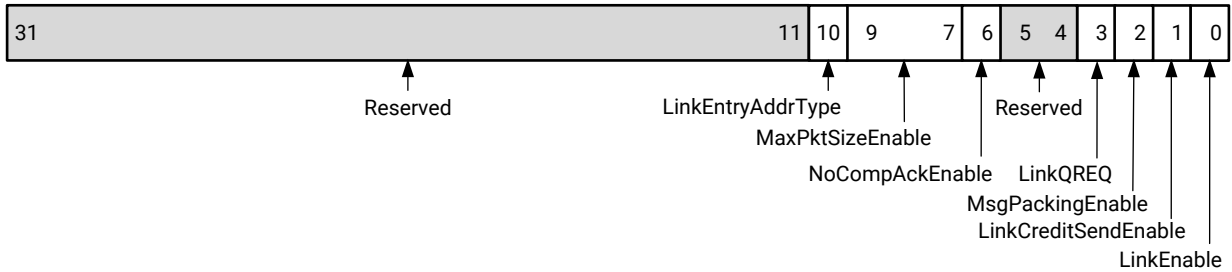 31 11 10 9 7 6 5 4 3 2 1 0
Reserved LinkEntryAddrType Reserved
MaxPktSizeEnable
NoCompAckEnable LinkQREQ
MsgPackingEnable
LinkCreditSendEnable
LinkEnable